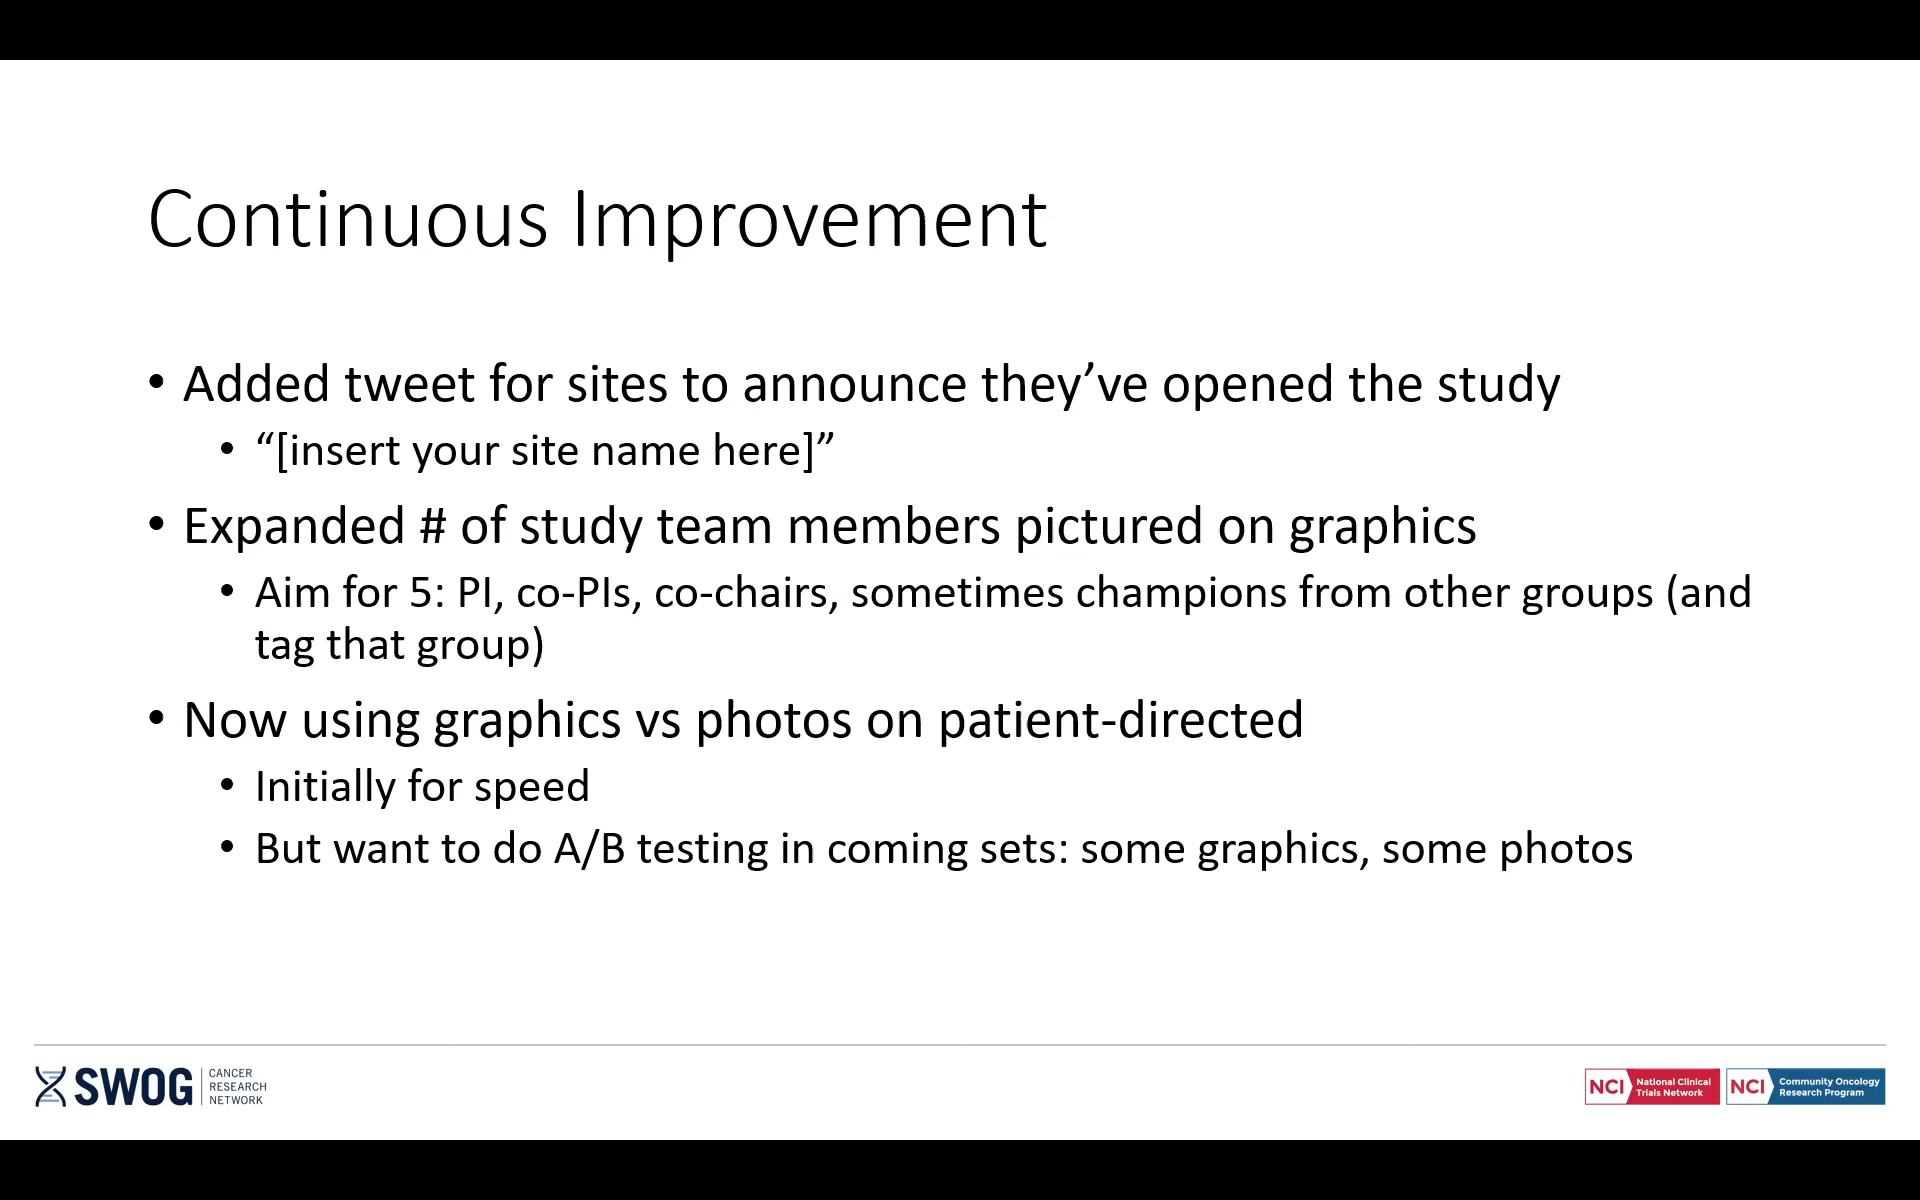 Continuous Improvement
• Added tweet for sites to announce they’ve opened the study
• “[insert your site name here]”
• Expanded # of study team members pictured on graphics
• Aim for 5: PI, co-PIs, co-chairs, sometimes champions from other groups (and
tag that group)
• Now using graphics vs photos on patient-directed
• Initially for speed
• But want to do A/B testing in coming sets: some graphics, some photos
SWOG
CANCER
RESEARCH
NETWORK
NCI
National Clinical
Trials Network
NCI
Community Oncology
Research Program